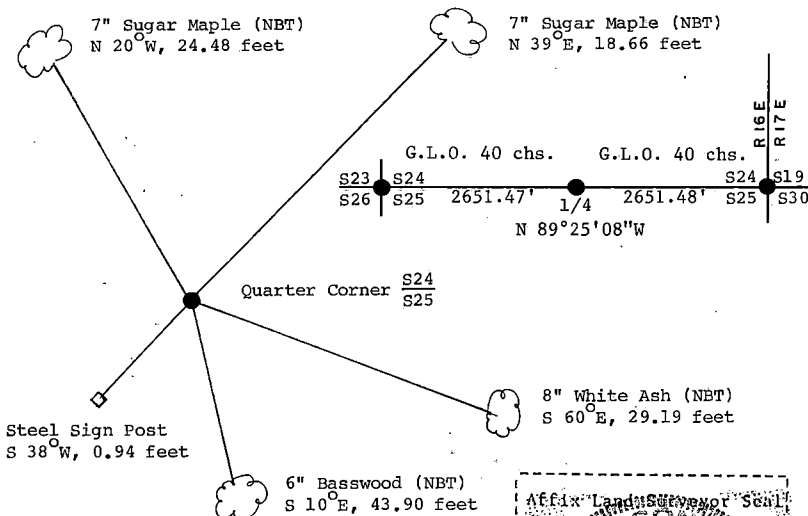 7" Sugar Maple (NBT)
N 20°W, 24.48 feet
7" Sugar Maple (NBT)
N 39°E, 18.66 feet
R16E
R17E
G.L.O. 40 chs.
G.L.O. 40 chs.
S23 S24
S26 S25
2651.47'
1/4
2651.48'
S24 S19
S25 S30
N 89°25'08"W
Quarter Corner S24
S25
8" White Ash (NBT)
S 60°E, 29.19 feet
Steel Sign Post
S 38°W, 0.94 feet
6" Basswood (NBT)
S 10°E, 43.90 feet
Affix Land Surveyor Seal